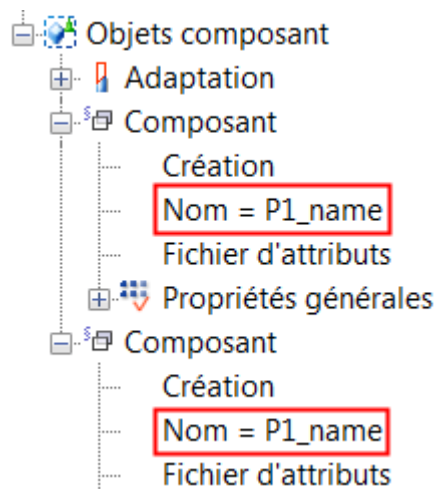 Objets composant
Adaptation
Composant
Création
Nom = P1_name
Fichier d'attributs
Propriétés générales
Composant
Création
Nom = P1_name
Fichier d'attributs